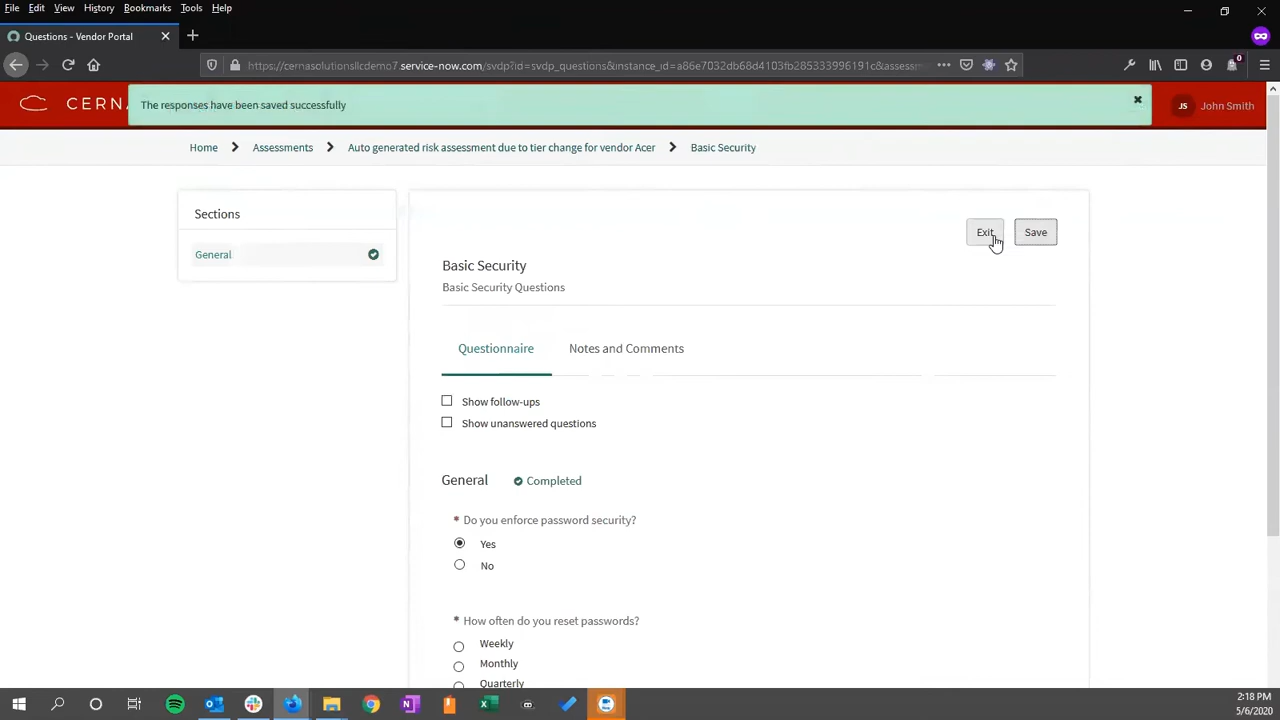 File Edit View History Bookmarks Tools Help
Questions - Vendor Portal
https://cernasolutionsllcdemo7.service-now.com/svdp?id=svdp_questions&instance_id=a86e7032db68d4103fb285333996191c&assessm
CERNA
The responses have been saved successfully
JS John Smith
Home Assessments Auto generated risk assessment due to tier change for vendor Acer Basic Security
Sections
General
Exit Save
Basic Security
Basic Security Questions
Questionnaire Notes and Comments
Show follow-ups
Show unanswered questions
General Completed
* Do you enforce password security?
Yes
No
* How often do you reset passwords?
Weekly
Monthly
Quarterly
2:18 PM
5/6/2020